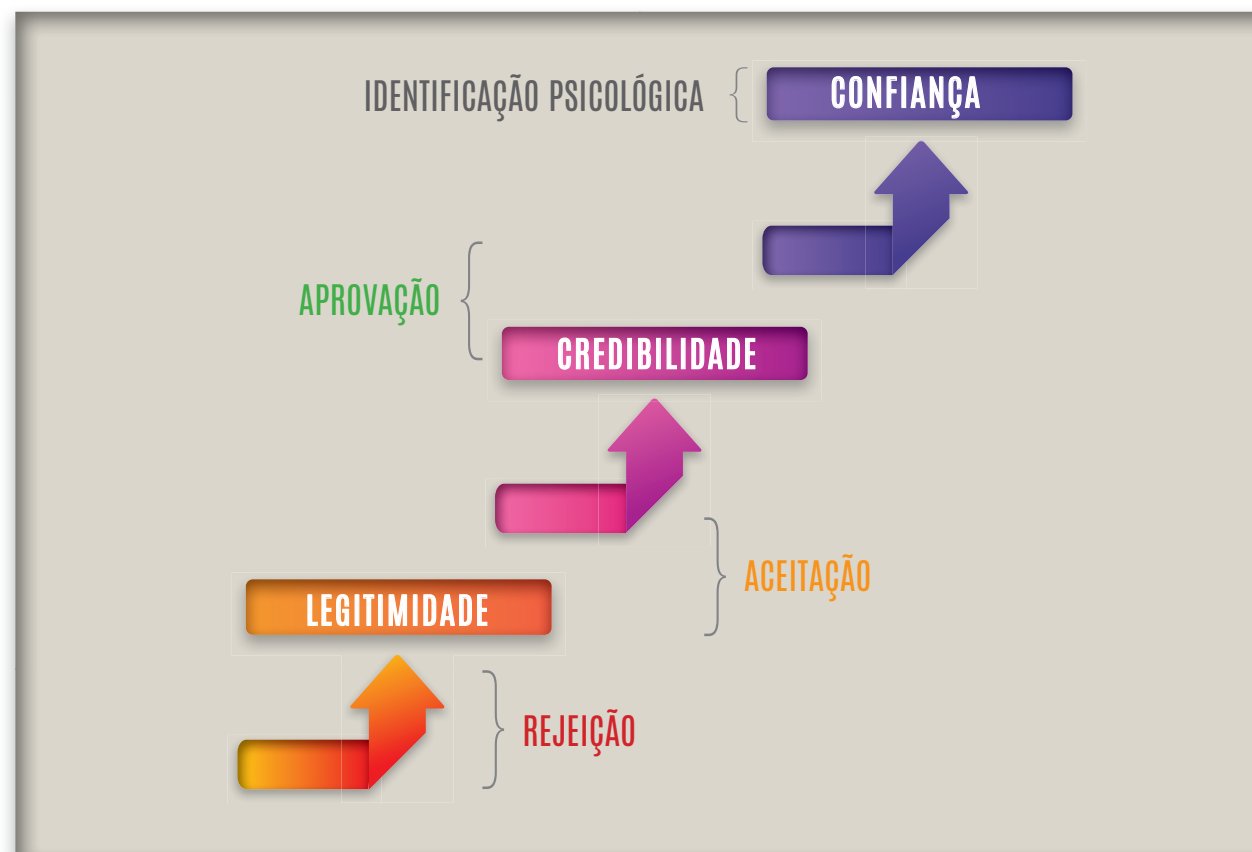 IDENTIFICAÇÃO PSICOLÓGICA
CONFIANÇA
APROVAÇÃO
CREDIBILIDADE
ACEITAÇÃO
LEGITIMIDADE
REJEIÇÃO